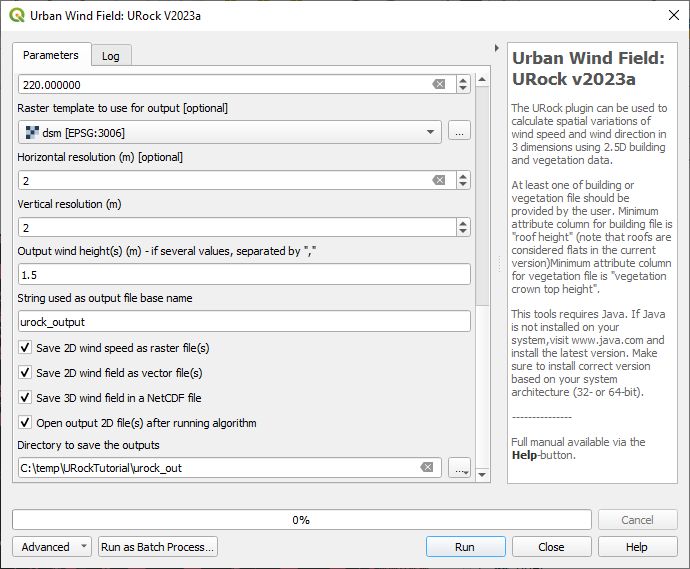 Urban Wind Field: URock V2023a
Parameters
Log
220.000000
Raster template to use for output [optional]
dsm [EPSG:3006]
...
Horizontal resolution (m) [optional]
2
Vertical resolution (m)
2
Output wind height(s) (m) - if several values, separated by ","
1.5
String used as output file base name
urock_output
Save 2D wind speed as raster file(s)
Save 2D wind field as vector file(s)
Save 3D wind field in a NetCDF file
Open output 2D file(s) after running algorithm
Directory to save the outputs
C:\temp\URockTutorial\urock_out
...
Urban Wind Field:
URock v2023a
The URock plugin can be used to
calculate spatial variations of
wind speed and wind direction in
3 dimensions using 2.5D building
and vegetation data.
At least one of building or
vegetation file should be
provided by the user. Minimum
attribute column for building file is
"roof height" (note that roofs are
considered flats in the current
version)Minimum attribute column
for vegetation file is "vegetation
crown top height".
This tools requires Java. If Java
is not installed on your
system,visit www.java.com and
install the latest version. Make
sure to install correct version
based on your system
architecture (32- or 64-bit).
---------------
Full manual available via the
Help-button.
0%
Cancel
Advanced
Run as Batch Process...
Run
Close
Help